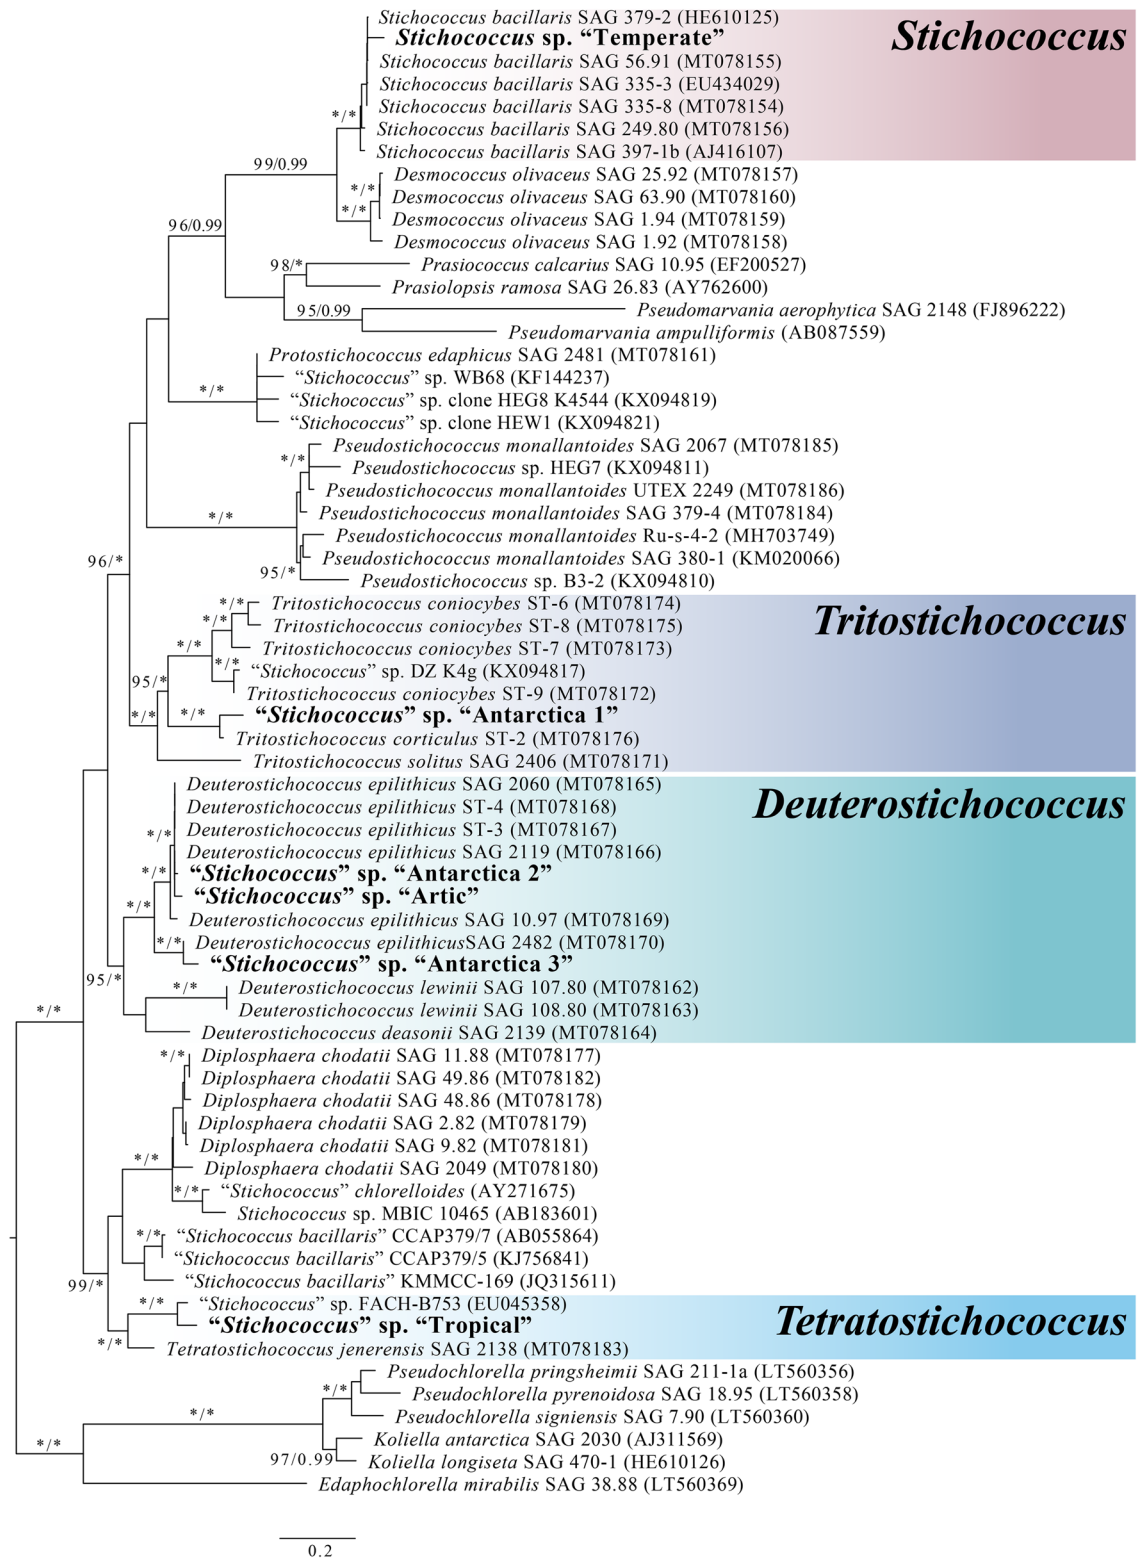 Stichococcus bacillaris SAG 379-2 (HE610125)
Stichococcus
Stichococcus sp. “Temperate”
Stichococcus bacillaris SAG 56.91 (MT078155)
Stichococcus bacillaris SAG 335-3 (EU434029)
Stichococcus bacillaris SAG 335-8 (MT078154)
*/*
Stichococcus bacillaris SAG 249.80 (MT078156)
Stichococcus bacillaris SAG 397-1b (AJ416107)
99/0.99
Desmococcus olivaceus SAG 25.92 (MT078157)
*/*
Desmococcus olivaceus SAG 63.90 (MT078160)
*/*
Desmococcus olivaceus SAG 1.94 (MT078159)
96/0.99
Desmococcus olivaceus SAG 1.92 (MT078158)
98/*
Prasiococcus calcarius SAG 10.95 (EF200527)
Prasiolopsis ramosa SAG 26.83 (AY762600)
95/0.99
Pseudomarvania aerophytica SAG 2148 (FJ896222)
Pseudomarvania ampulliformis (AB087559)
Protostichococcus edaphicus SAG 2481 (MT078161)
“Stichococcus” sp. WB68 (KF144237)
*/*
“Stichococcus” sp. clone HEG8 K4544 (KX094819)
“Stichococcus” sp. clone HEW1 (KX094821)
Pseudostichococcus monallantoides SAG 2067 (MT078185)
*/*
Pseudostichococcus sp. HEG7 (KX094811)
Pseudostichococcus monallantoides UTEX 2249 (MT078186)
*/*
Pseudostichococcus monallantoides SAG 379-4 (MT078184)
Pseudostichococcus monallantoides Ru-s-4-2 (MH703749)
Pseudostichococcus monallantoides SAG 380-1 (KM020066)
96/*
95/*
Pseudostichococcus sp. B3-2 (KX094810)
*/*
Tritostichococcus coniocybes ST-6 (MT078174)
Tritostichococcus
*/*
Tritostichococcus coniocybes ST-8 (MT078175)
*/*
Tritostichococcus coniocybes ST-7 (MT078173)
*/*
“Stichococcus” sp. DZ K4g (KX094817)
95/*
Tritostichococcus coniocybes ST-9 (MT078172)
*/*
*/*
“Stichococcus” sp. “Antarctica 1”
Tritostichococcus corticulus ST-2 (MT078176)
Tritostichococcus solitus SAG 2406 (MT078171)
Deuterostichococcus epilithicus SAG 2060 (MT078165)
Deuterostichococcus
Deuterostichococcus epilithicus ST-4 (MT078168)
*/*
Deuterostichococcus epilithicus ST-3 (MT078167)
Deuterostichococcus epilithicus SAG 2119 (MT078166)
*/*
“Stichococcus” sp. “Antarctica 2”
“Stichococcus” sp. “Artic”
*/*
Deuterostichococcus epilithicus SAG 10.97 (MT078169)
*/*
Deuterostichococcus epilithicusSAG 2482 (MT078170)
“Stichococcus” sp. “Antarctica 3”
95/*
*/*
Deuterostichococcus lewinii SAG 107.80 (MT078162)
*/*
Deuterostichococcus lewinii SAG 108.80 (MT078163)
Deuterostichococcus deasonii SAG 2139 (MT078164)
*/*
Diplosphaera chodatii SAG 11.88 (MT078177)
Diplosphaera chodatii SAG 49.86 (MT078182)
Diplosphaera chodatii SAG 48.86 (MT078178)
Diplosphaera chodatii SAG 2.82 (MT078179)
Diplosphaera chodatii SAG 9.82 (MT078181)
*/*
Diplosphaera chodatii SAG 2049 (MT078180)
*/*
“Stichococcus” chlorelloides (AY271675)
Stichococcus sp. MBIC 10465 (AB183601)
*/*
“Stichococcus bacillaris” CCAP379/7 (AB055864)
“Stichococcus bacillaris” CCAP379/5 (KJ756841)
99/*
“Stichococcus bacillaris” KMMCC-169 (JQ315611)
*/*
“Stichococcus” sp. FACH-B753 (EU045358)
Tetratostichococcus
“Stichococcus” sp. “Tropical”
*/*
Tetratostichococcus jenerensis SAG 2138 (MT078183)
Pseudochlorella pringsheimii SAG 211-1a (LT560356)
*/*
Pseudochlorella pyrenoidosa SAG 18.95 (LT560358)
*/*
Pseudochlorella signiensis SAG 7.90 (LT560360)
*/*
Koliella antarctica SAG 2030 (AJ311569)
97/0.99
Koliella longiseta SAG 470-1 (HE610126)
Edaphochlorella mirabilis SAG 38.88 (LT560369)
0.2